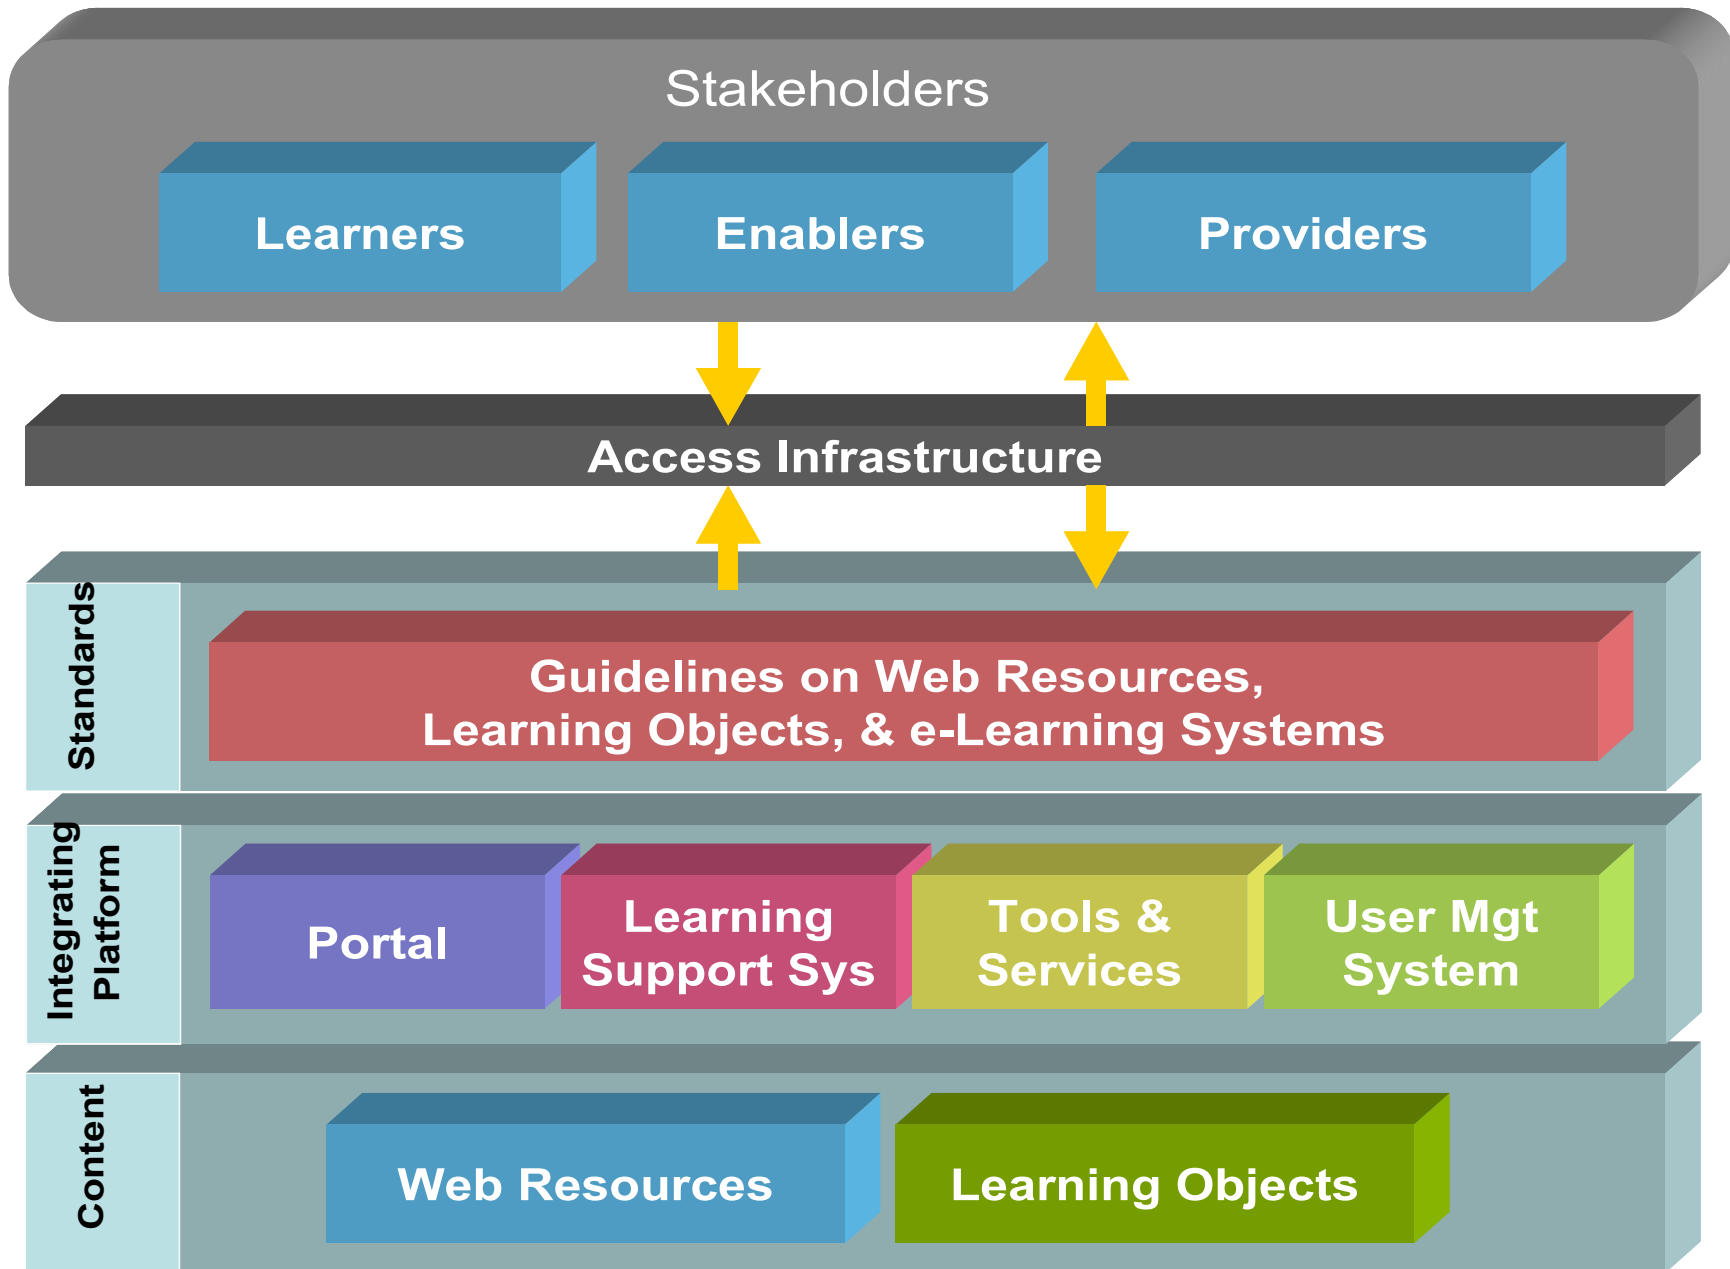 Stakeholders
Learners
Enablers
Providers
Access Infrastructure
Standards
Guidelines on Web Resources,
Learning Objects, & e-Learning Systems
Integrating
Platform
Portal
Learning
Support Sys
Tools &
Services
User Mgt
System
Content
Web Resources
Learning Objects